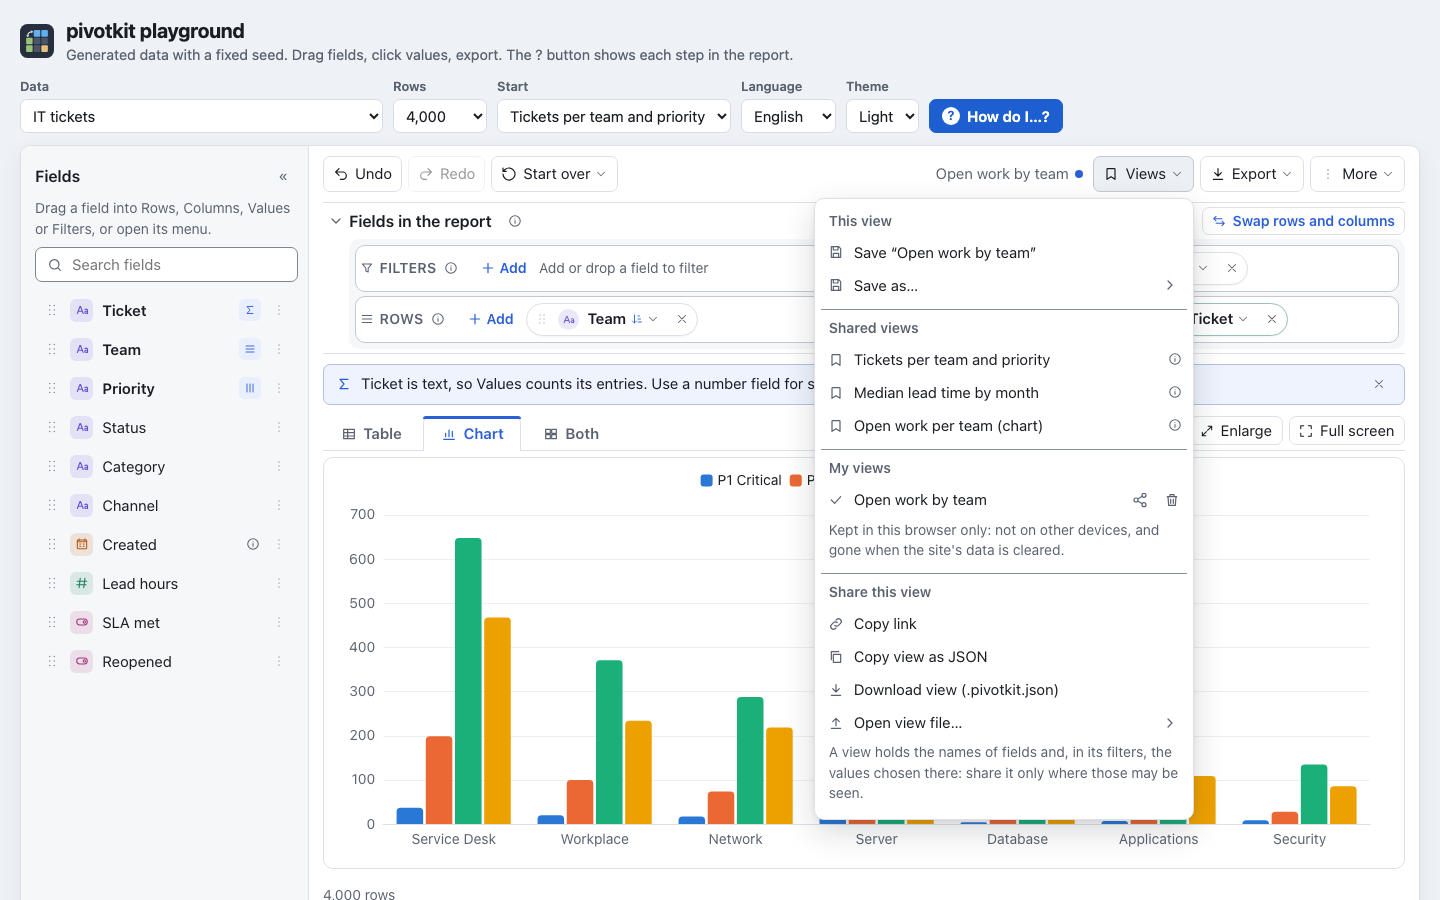 pivotkit playground
Generated data with a fixed seed. Drag fields, click values, export. The ? button shows each step in the report.
Data
Rows
Start
Language
Theme
IT tickets
4,000
Tickets per team and priority
English
Light
? How do I...?
Fields
«
Drag a field into Rows, Columns, Values
or Filters, or open its menu.
Search fields
Aa Ticket Σ
Aa Team
Aa Priority
Aa Status
Aa Category
Aa Channel
Created
# Lead hours
SLA met
Reopened
Undo
Redo
Start over
Open work by team
Views
Export
More
Fields in the report
Swap rows and columns
FILTERS
+ Add
Add or drop a field to filter
ROWS
+ Add
Aa Team
Ticket
Σ Ticket is text, so Values counts its entries. Use a number field for s
Table
Chart
Both
Enlarge
Full screen
P1 Critical
P
700
600
500
400
300
200
100
0
Service Desk
Workplace
Network
Server
Database
Applications
Security
4,000 rows
This view
Save “Open work by team”
Save as...
Shared views
Tickets per team and priority
Median lead time by month
Open work per team (chart)
My views
Open work by team
Kept in this browser only: not on other devices, and
gone when the site's data is cleared.
Share this view
Copy link
Copy view as JSON
Download view (.pivotkit.json)
Open view file...
A view holds the names of fields and, in its filters, the
values chosen there: share it only where those may be
seen.